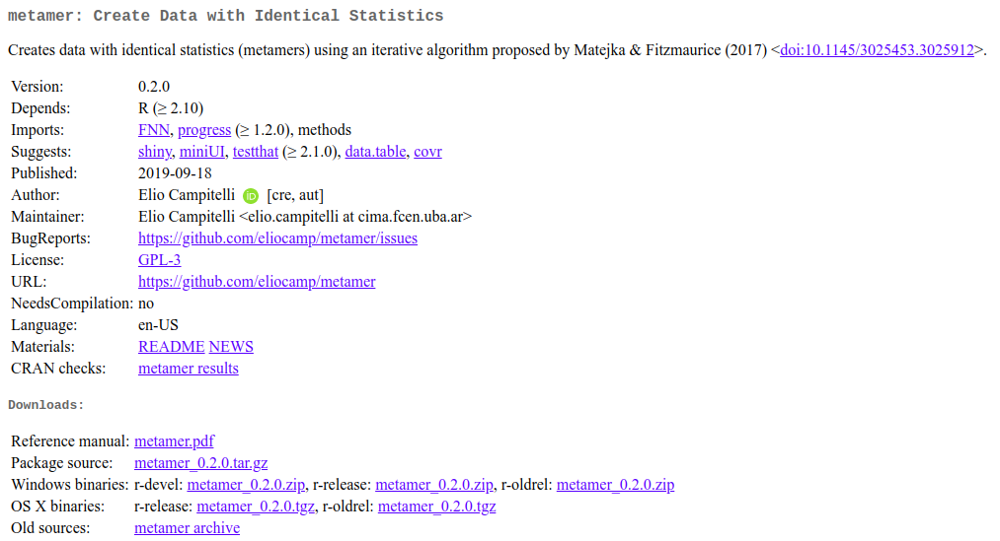 metamer: Create Data with Identical Statistics
Creates data with identical statistics (metamers) using an iterative algorithm proposed by Matejka & Fitzmaurice (2017) <doi:10.1145/3025453.3025912>.
Version: 0.2.0
Depends: R (≥ 2.10)
Imports: FNN, progress (≥ 1.2.0), methods
Suggests: shiny, miniUI, testthat (≥ 2.1.0), data.table, covr
Published: 2019-09-18
Author: Elio Campitelli iD [cre, aut]
Maintainer: Elio Campitelli <elio.campitelli at cima.fcen.uba.ar>
BugReports: https://github.com/eliocamp/metamer/issues
License: GPL-3
URL: https://github.com/eliocamp/metamer
NeedsCompilation: no
Language: en-US
Materials: README NEWS
CRAN checks: metamer results
Downloads:
Reference manual: metamer.pdf
Package source: metamer_0.2.0.tar.gz
Windows binaries: r-devel: metamer_0.2.0.zip, r-release: metamer_0.2.0.zip, r-oldrel: metamer_0.2.0.zip
OS X binaries: r-release: metamer_0.2.0.tgz, r-oldrel: metamer_0.2.0.tgz
Old sources: metamer archive